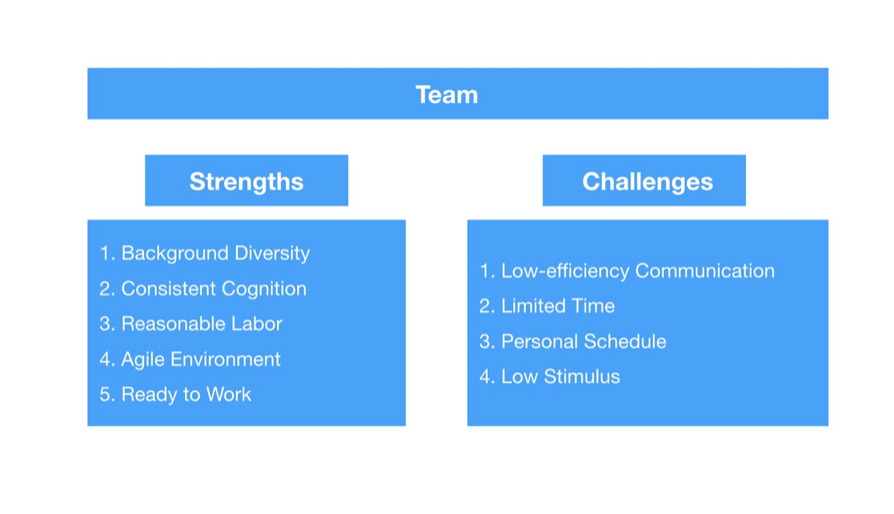 Team
Strengths
1. Background Diversity
2. Consistent Cognition
3. Reasonable Labor
4. Agile Environment
5. Ready to Work
Challenges
1. Low-efficiency Communication
2. Limited Time
3. Personal Schedule
4. Low Stimulus